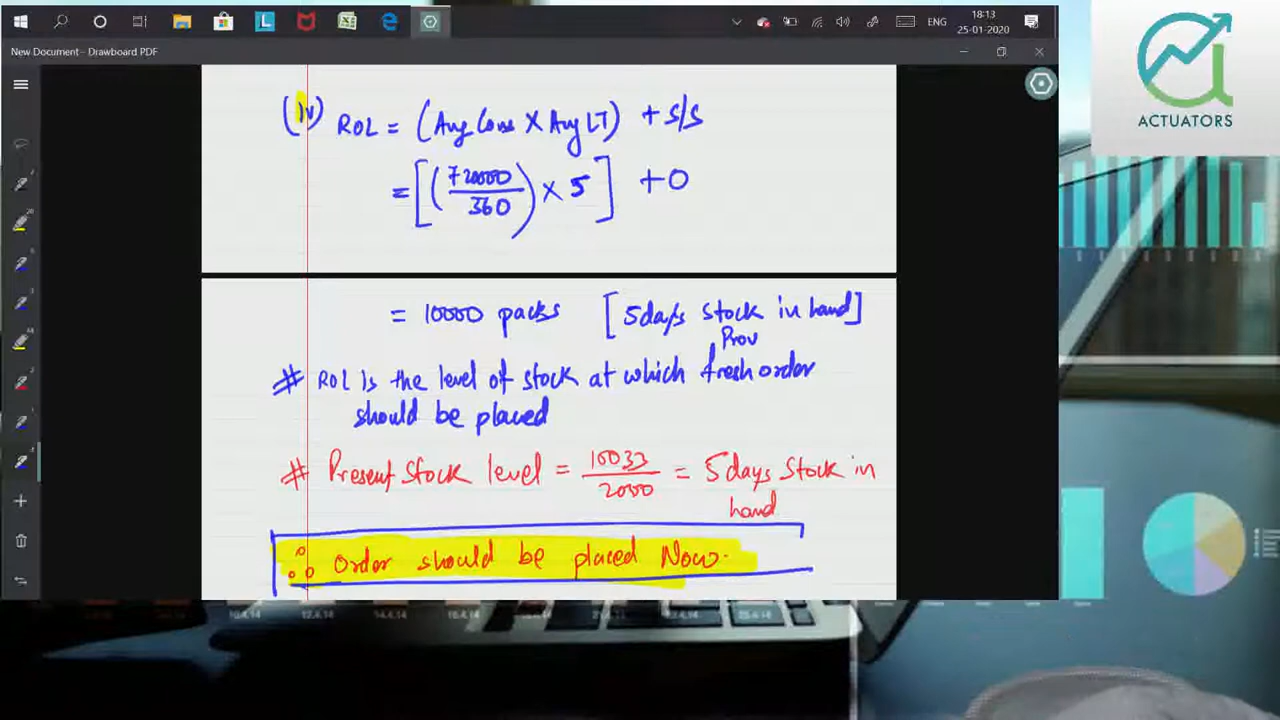 ENG
18:13
25-01-2020
New Document - Drawboard PDF
ACTUATORS
(iv) ROL = (Avg Cons X Avg LT) + S/S
= [(720000/360) × 5] + 0
= 10000 packs [5 days stock in hand]
Prov
# ROL is the level of stock at which fresh order
should be placed
# Present Stock level = 10033/2000 = 5 days Stock in
hand
∴ Order should be placed Now.